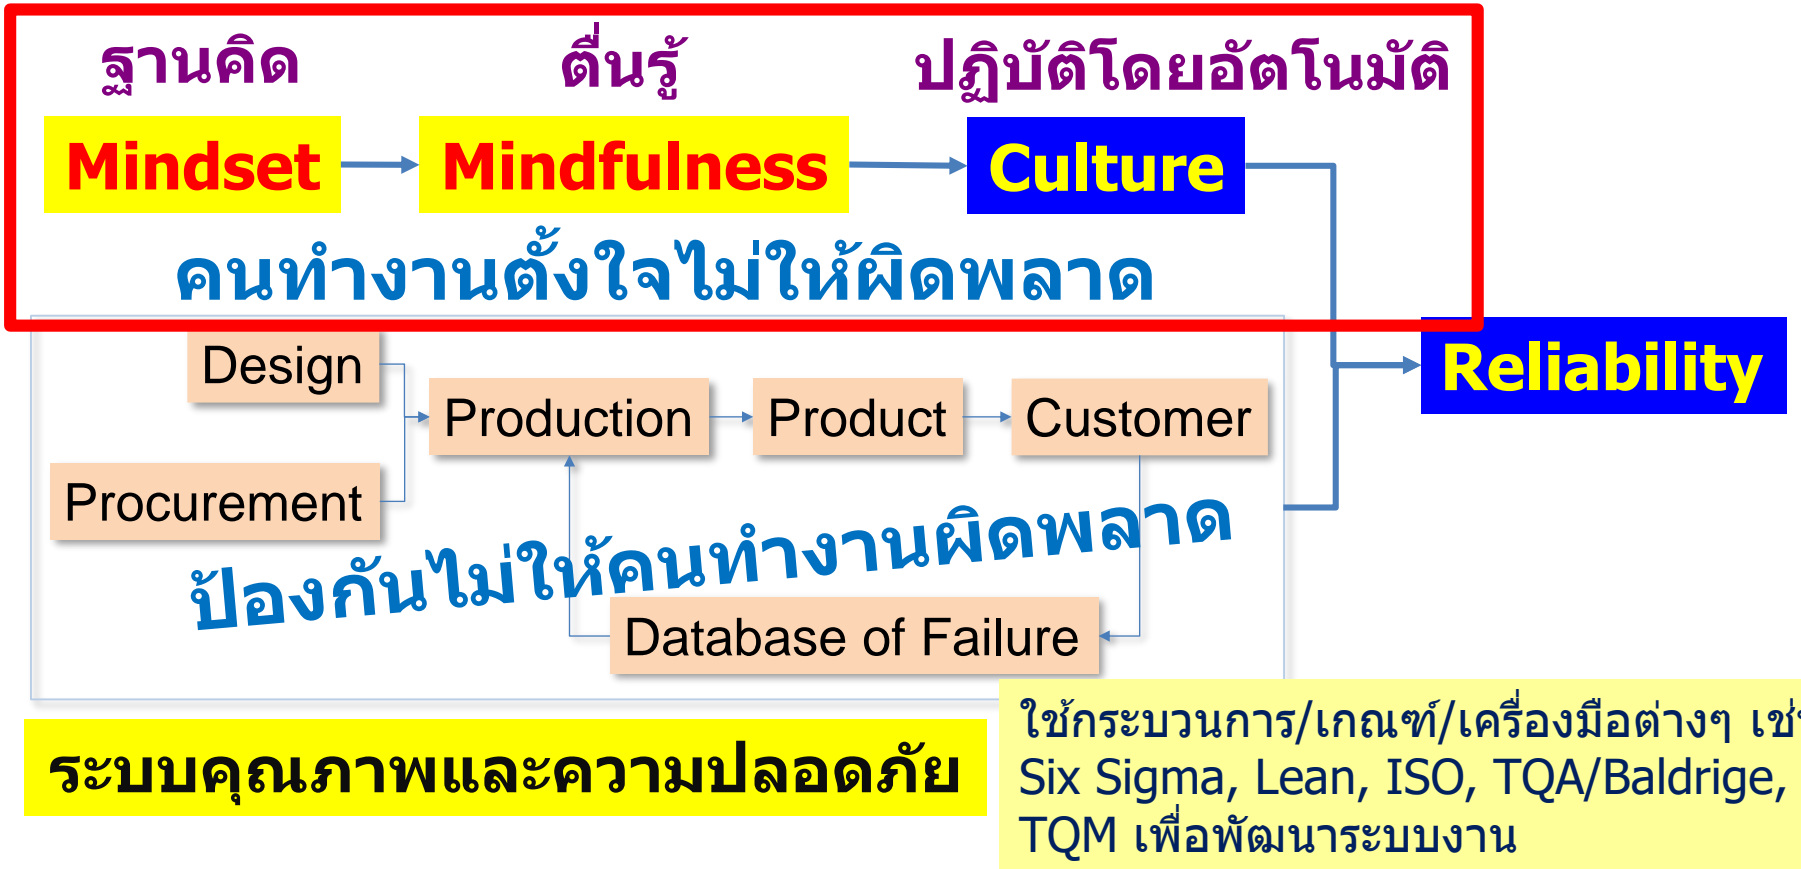 ฐานคิด ตื่นรู้ ปฏิบัติโดยอัตโนมัติ
Mindset Mindfulness Culture
คนทำงานตั้งใจไม่ให้ผิดพลาด
Reliability
Design
Production Product Customer
Procurement
ป้องกันไม่ให้คนทำงานผิดพลาด
Database of Failure
ระบบคุณภาพและความปลอดภัย
ใช้กระบวนการ/เกณฑ์/เครื่องมือต่างๆ
Six Sigma, Lean, ISO, TQA/Baldrige,
TQM เพื่อพัฒนาระบบงาน